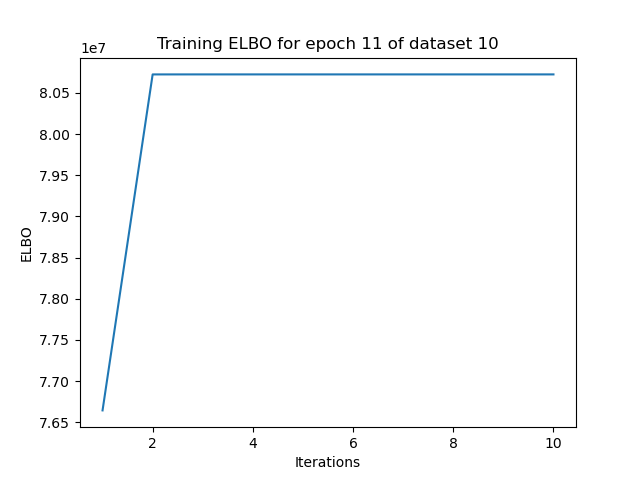 Training ELBO for epoch 11 of dataset 10
1e7
8.05
8.00
7.95
7.90
7.85
7.80
7.75
7.70
7.65
ELBO
2 4 6 8 10
Iterations